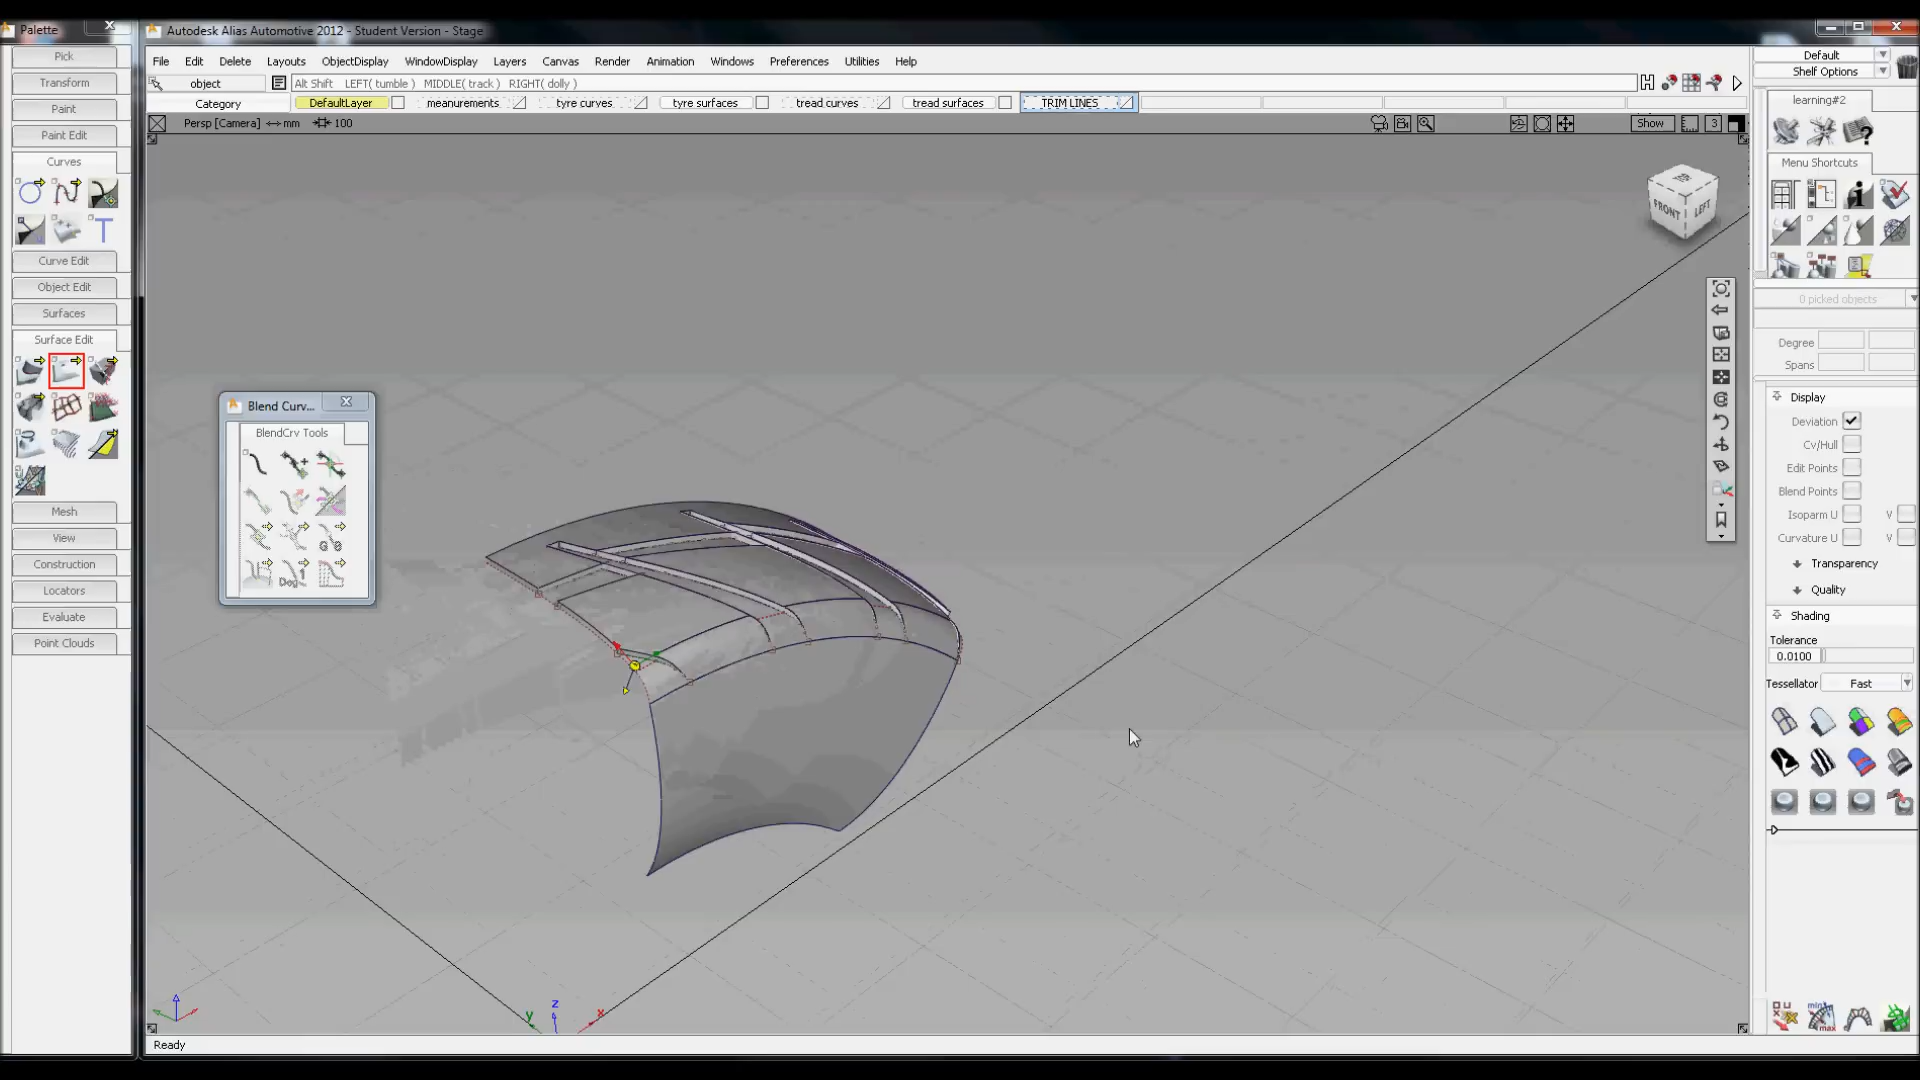 Palette
Autodesk Alias Automotive 2012 - Student Version - Stage
Pick
Transform
Paint
Paint Edit
Curves
Curve Edit
Object Edit
Surfaces
Surface Edit
Mesh
View
Construction
Locators
Evaluate
Point Clouds
File Edit Delete Layouts ObjectDisplay WindowDisplay Layers Canvas Render Animation Windows Preferences Utilities Help
object Alt Shift LEFT( tumble ) MIDDLE( track ) RIGHT( dolly )
Category DefaultLayer meanurements tyre curves tyre surfaces tread curves tread surfaces TRIM LINES
Persp [Camera] mm 100
Show 3
FRONT LEFT
Blend Curv...
BlendCrv Tools
G 0
z
y
x
Ready
Default
Shelf Options
learning#2
Menu Shortcuts
0 picked objects
Degree
Spans
Display
Deviation
Cv/Hull
Edit Points
Blend Points
Isoparm U V
Curvature U V
Transparency
Quality
Shading
Tolerance
0.0100
Tessellator Fast
min
max